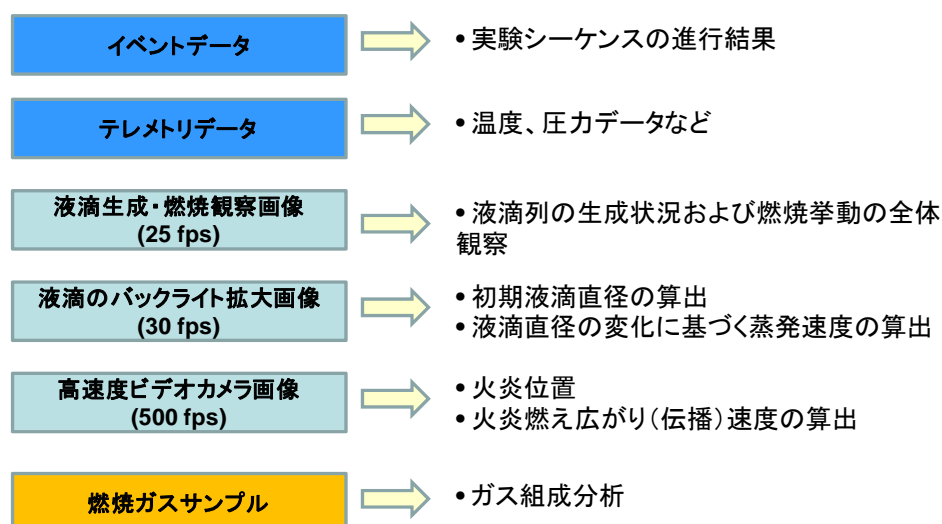 イベントデータ
•実験シーケンスの進行結果
テレメトリデータ
•温度、圧力データなど
液滴生成・燃焼観察画像
(25 fps)
•液滴列の生成状況および燃焼挙動の全体
観察
液滴のバックライト拡大画像
(30 fps)
•初期液滴直径の算出
•液滴直径の変化に基づく蒸発速度の算出
高速度ビデオカメラ画像
(500 fps)
•火炎位置
•火炎燃え広がり（伝播）速度の算出
燃焼ガスサンプル
•ガス組成分析